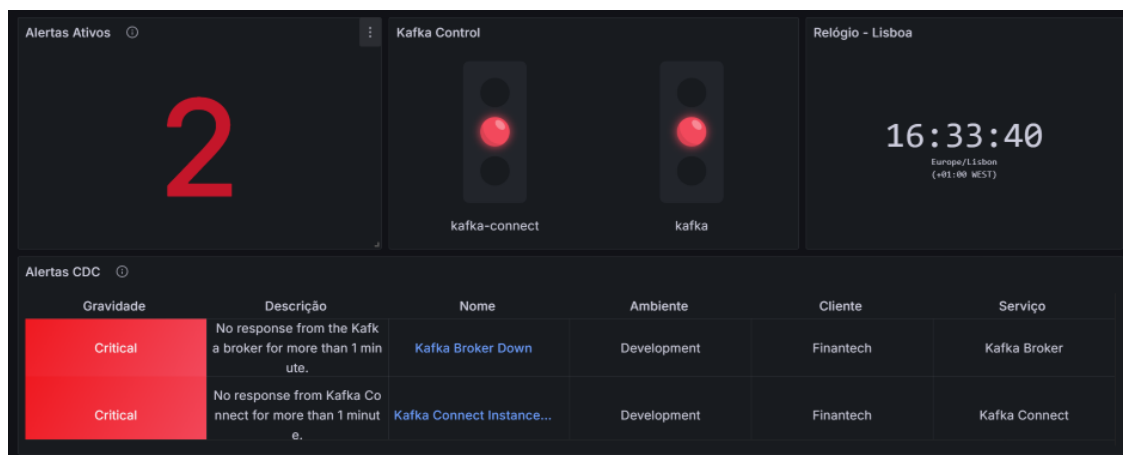 Alertas Ativos
Kafka Control
Relógio - Lisboa
2
kafka-connect
kafka
16:33:40
Europe/Lisbon
(+01:00 WEST)
Alertas CDC
Gravidade Descrição Nome Ambiente Cliente Serviço
No response from the Kafk
Critical a broker for more than 1 min Kafka Broker Down Development Finantech Kafka Broker
ute.
No response from Kafka Co
Critical nnect for more than 1 minut Kafka Connect Instance... Development Finantech Kafka Connect
e.